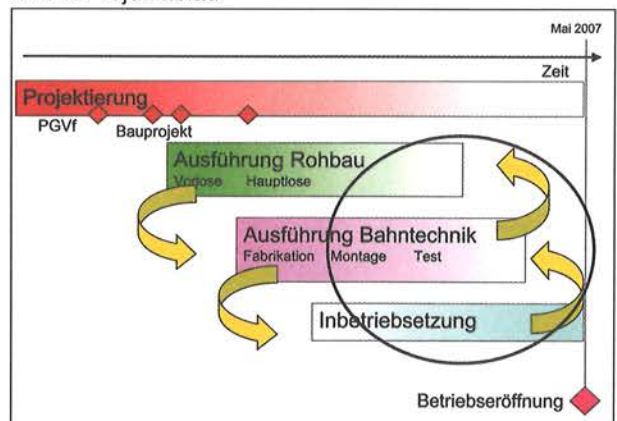 Mai 2007
Zeit
Projektierung
PGVf
Bauprojekt
Ausführung Rohbau
Vorlose Hauptlose
Ausführung Bahntechnik
Fabrikation Montage Test
Inbetriebsetzung
Betriebseröffnung